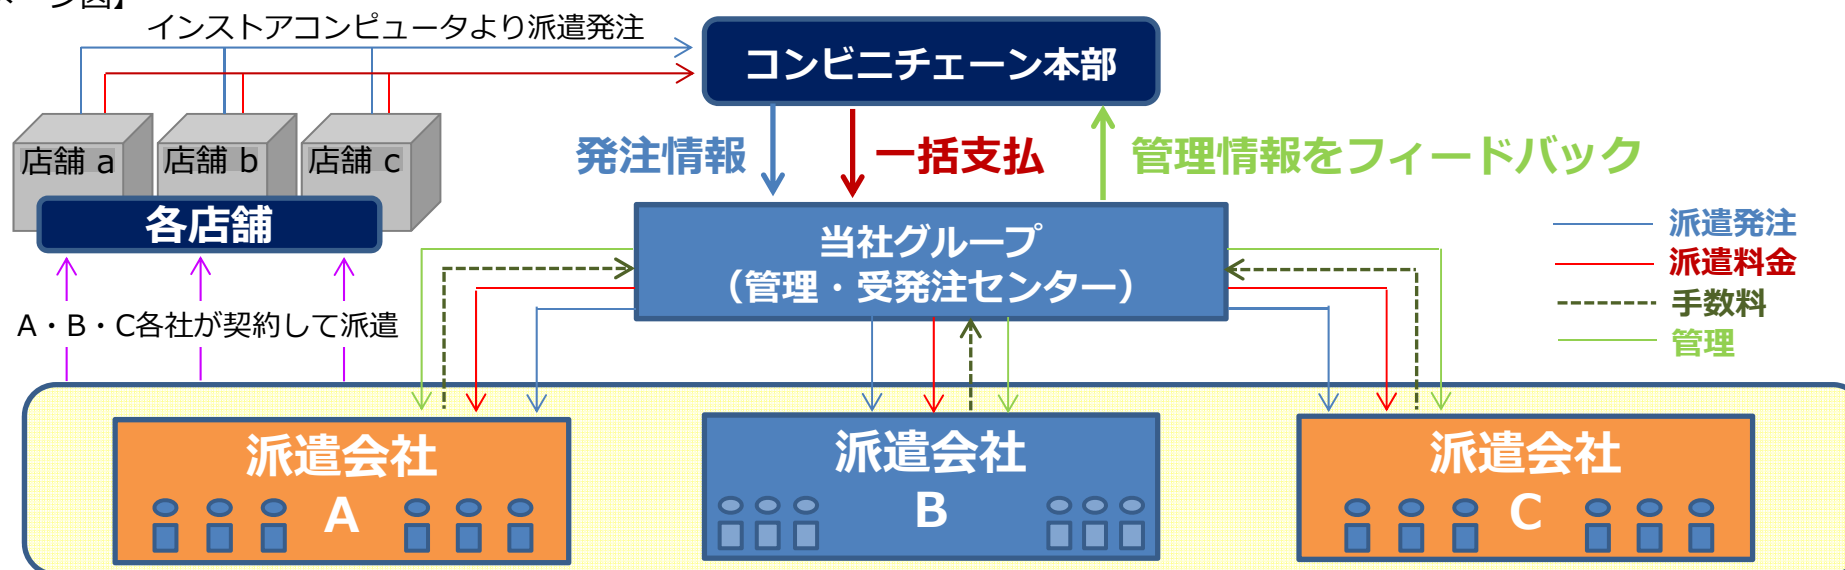 インストアコンピュータより派遣発注
コンビニチェーン本部
店舗 a
店舗 b
店舗 c
各店舗
発注情報
一括支払
管理情報をフィードバック
当社グループ
（管理・受発注センター）
派遣発注
派遣料金
手数料
管理
A・B・C各社が契約して派遣
派遣会社
A
派遣会社
B
派遣会社
C